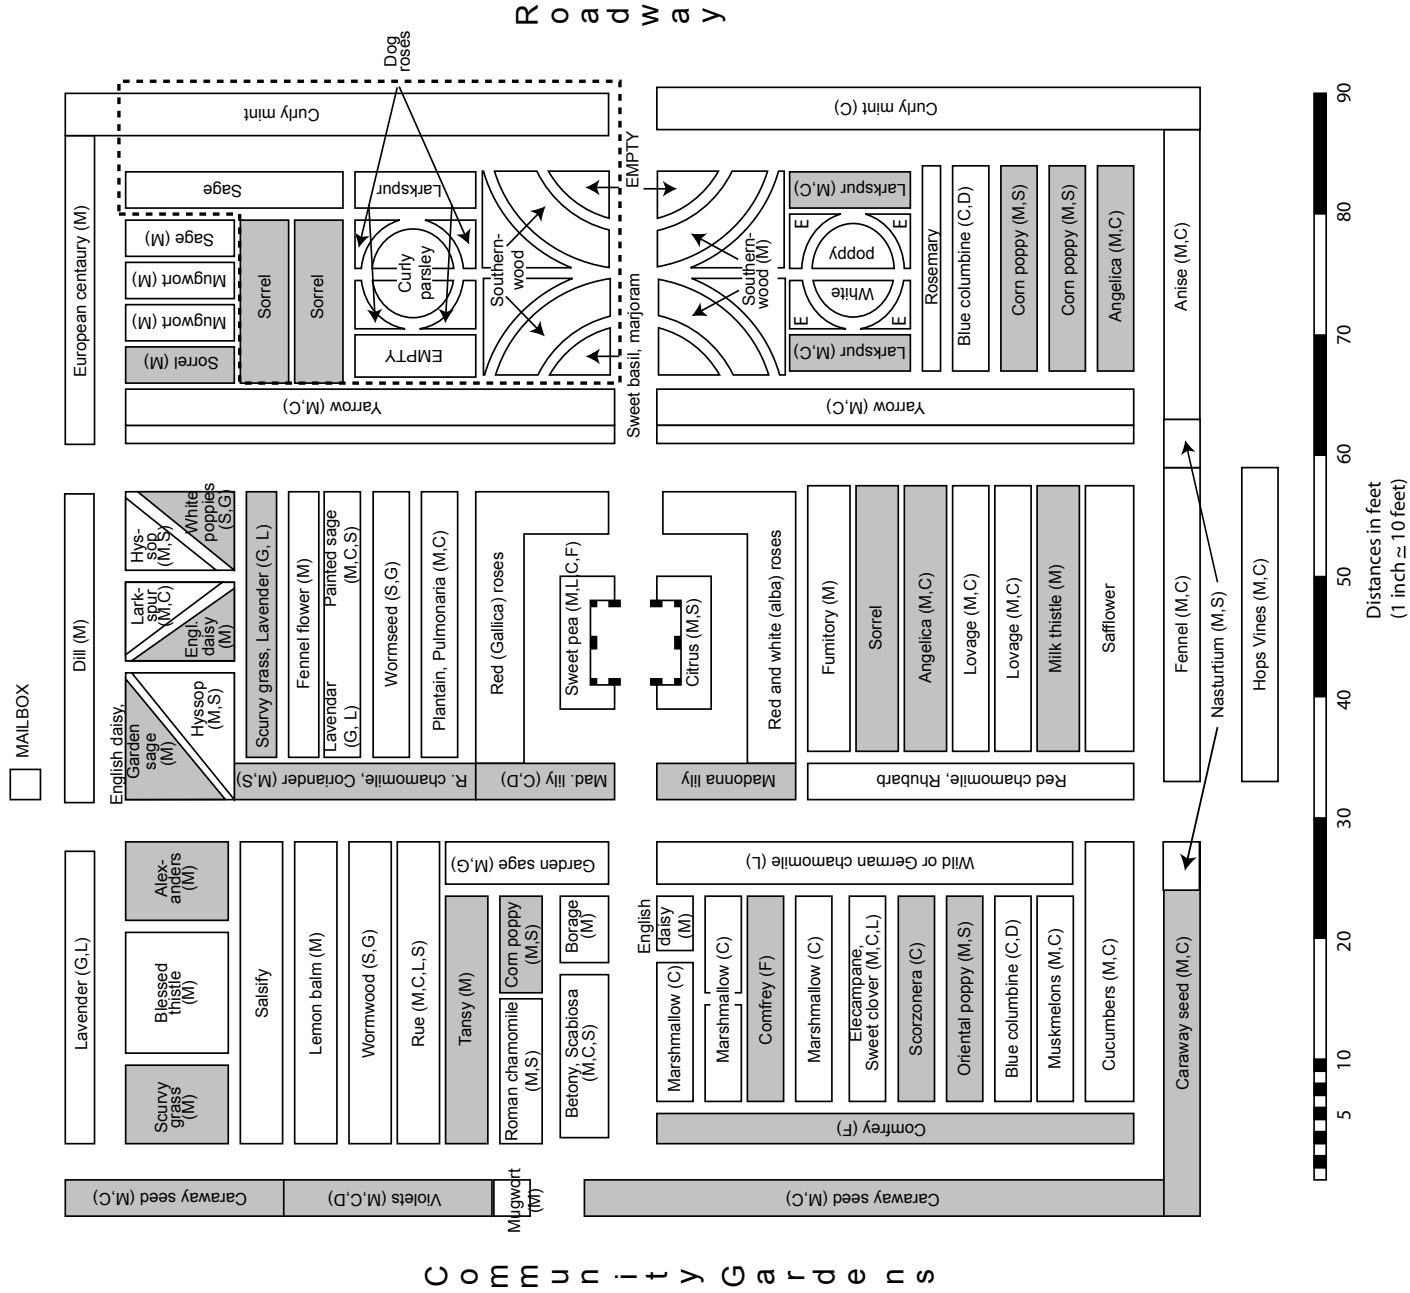 Roadway
Dog
roses
Curly mint
Curly mint (C)
European centaury (M)
Sage
Sage (M)
Mugwort (M)
Mugwort (M)
Sorrel (M)
Sorrel
Sorrel
Larkspur
Curly
parsley
EMPTY
Southern-
wood
EMPTY
Sweet basil, marjoram
Southern-
wood (M)
Larkspur (M,C)
E
E
White
poppy
E
E
Larkspur (M,C)
Rosemary
Blue columbine (C,D)
Corn poppy (M,S)
Corn poppy (M,S)
Angelica (M,C)
Anise (M,C)
Yarrow (M,C)
Yarrow (M,C)
MAILBOX
Dill (M)
Hys-
sop
(M,S)
White
poppies
(S,G)
Lark-
spur
(M,C)
Engl.
daisy
(M)
English daisy,
Garden
sage
(M)
Hyssop
(M,S)
Scurvy grass, Lavender (G, L)
Fennel flower (M)
Painted sage
(M,C,S)
Lavendar
(G, L)
Wormseed (S,G)
Plantain, Pulmonaria (M,C)
R. chamomile, Coriander (M,S)
Red (Gallica) roses
Sweet pea (M,L,C,F)
Mad. lily (C,D)
Citrus (M,S)
Red and white (alba) roses
Madonna lily
Fumitory (M)
Sorrel
Angelica (M,C)
Lovage (M,C)
Lovage (M,C)
Milk thistle (M)
Safflower
Red chamomile, Rhubarb
Fennel (M,C)
Nasturtium (M,S)
Hops Vines (M,C)
Lavender (G,L)
Alex-
anders
(M)
Blessed
thistle
(M)
Scurvy
grass
(M)
Salsify
Lemon balm (M)
Wormwood (S,G)
Rue (M,C,L,S)
Tansy (M)
Garden sage (M,G)
Corn poppy
(M,S)
Roman chamomile
(M,S)
Borage
(M)
Betony, Scabiosa
(M,C,S)
Wild or German chamomile (L)
English
daisy
(M)
Marshmallow (C)
Marshmallow (C)
Comfrey (F)
Marshmallow (C)
Elecampane,
Sweet clover (M,C,L)
Scorzonera (C)
Oriental poppy (M,S)
Blue columbine (C,D)
Muskmelons (M,C)
Cucumbers (M,C)
Comfrey (F)
Caraway seed (M,C)
Caraway seed (M,C)
Violets (M,C,D)
Mugwort
(M)
Caraway seed (M,C)
Community Gardens
5 10 20 30 40 50 60 70 80 90
Distances in feet
(1 inch ≃ 10 feet)